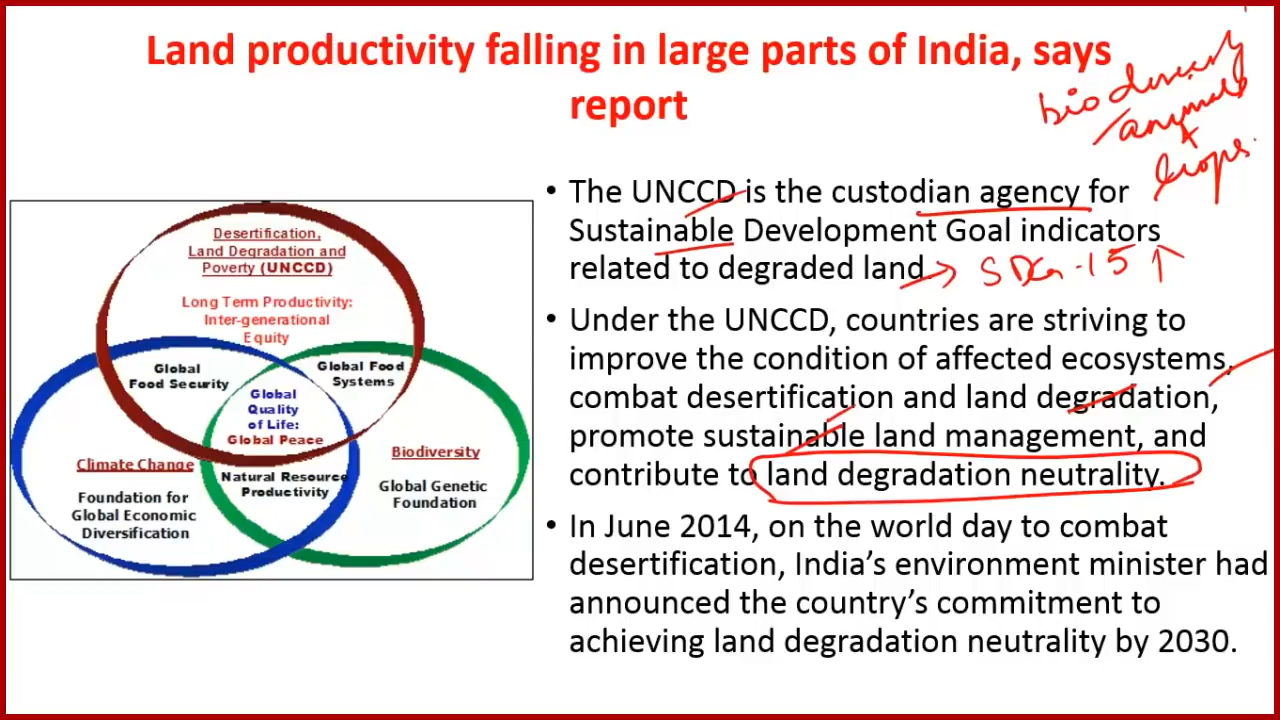 Land productivity falling in large parts of India, says
report
biodiversity
animals
crops
Desertification,
Land Degradation and
Poverty (UNCCD)
Long Term Productivity:
Inter-generational
Equity
Global
Food Security
Global Food
Systems
Global
Quality
of Life:
Global Peace
Climate Change
Foundation for
Global Economic
Diversification
Natural Resource
Productivity
Biodiversity
Global Genetic
Foundation
• The UNCCD is the custodian agency for
Sustainable Development Goal indicators
related to degraded land
SDG-15
• Under the UNCCD, countries are striving to
improve the condition of affected ecosystems,
combat desertification and land degradation,
promote sustainable land management, and
contribute to land degradation neutrality.
• In June 2014, on the world day to combat
desertification, India’s environment minister had
announced the country’s commitment to
achieving land degradation neutrality by 2030.